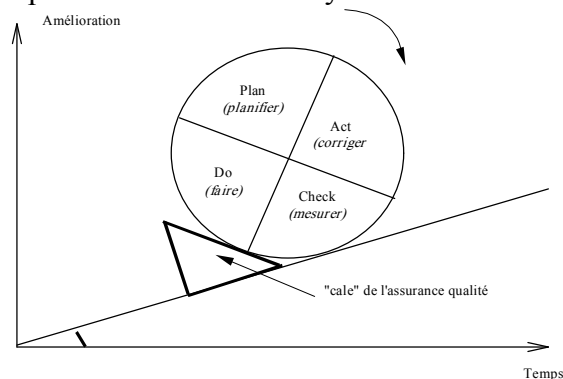 Amélioration
Plan
(planifier)
Act
(corriger
Do
(faire)
Check
(mesurer)
"cale" de l'assurance qualité
Temps